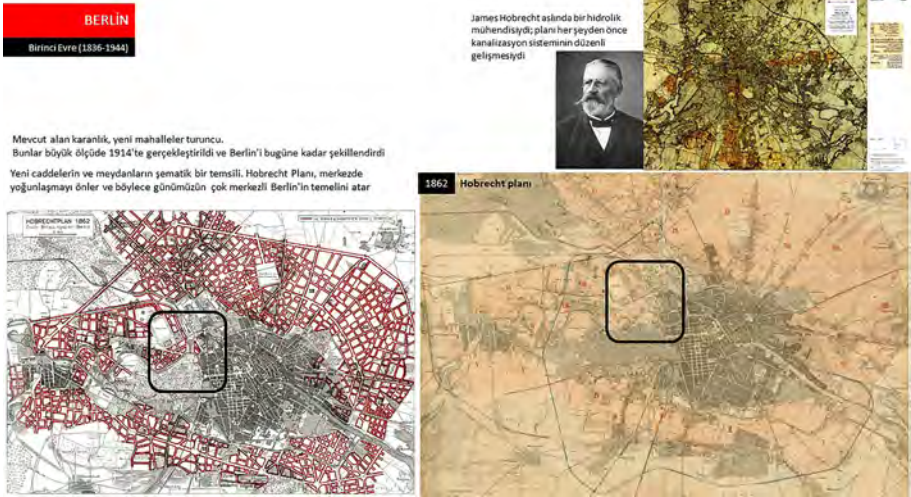 BERLİN
Birinci Evre (1836-1944)
James Hobrecht aslında bir hidrolik
mühendisiydi; planı her şeyden önce
kanalizasyon sisteminin düzenli
gelişmesiydi
Mevcut alan karanlık, yeni mahalleler turuncu.
Bunlar büyük ölçüde 1914'te gerçekleştirildi ve Berlin'i bugüne kadar şekillendirdi
Yeni caddelerin ve meydanların şematik bir temsili. Hobrecht Planı, merkezde
yoğunlaşmayı önler ve böylece günümüzün çok merkezli Berlin'in temelini atar
1862 Hobrecht planı
HOBRECHTPLAN 1862